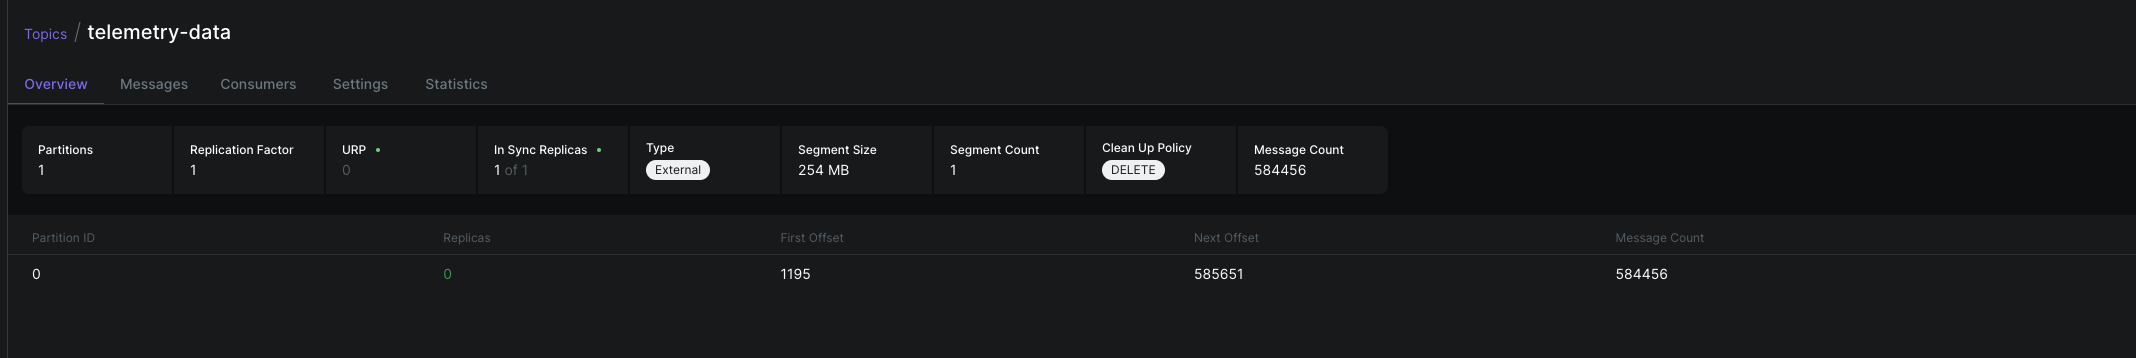 Topics / telemetry-data
Overview Messages Consumers Settings Statistics
Partitions Replication Factor URP In Sync Replicas Type Segment Size Segment Count Clean Up Policy Message Count
1 1 0 1 of 1 External 254 MB 1 DELETE 584456
Partition ID Replicas First Offset Next Offset Message Count
0 0 1195 585651 584456